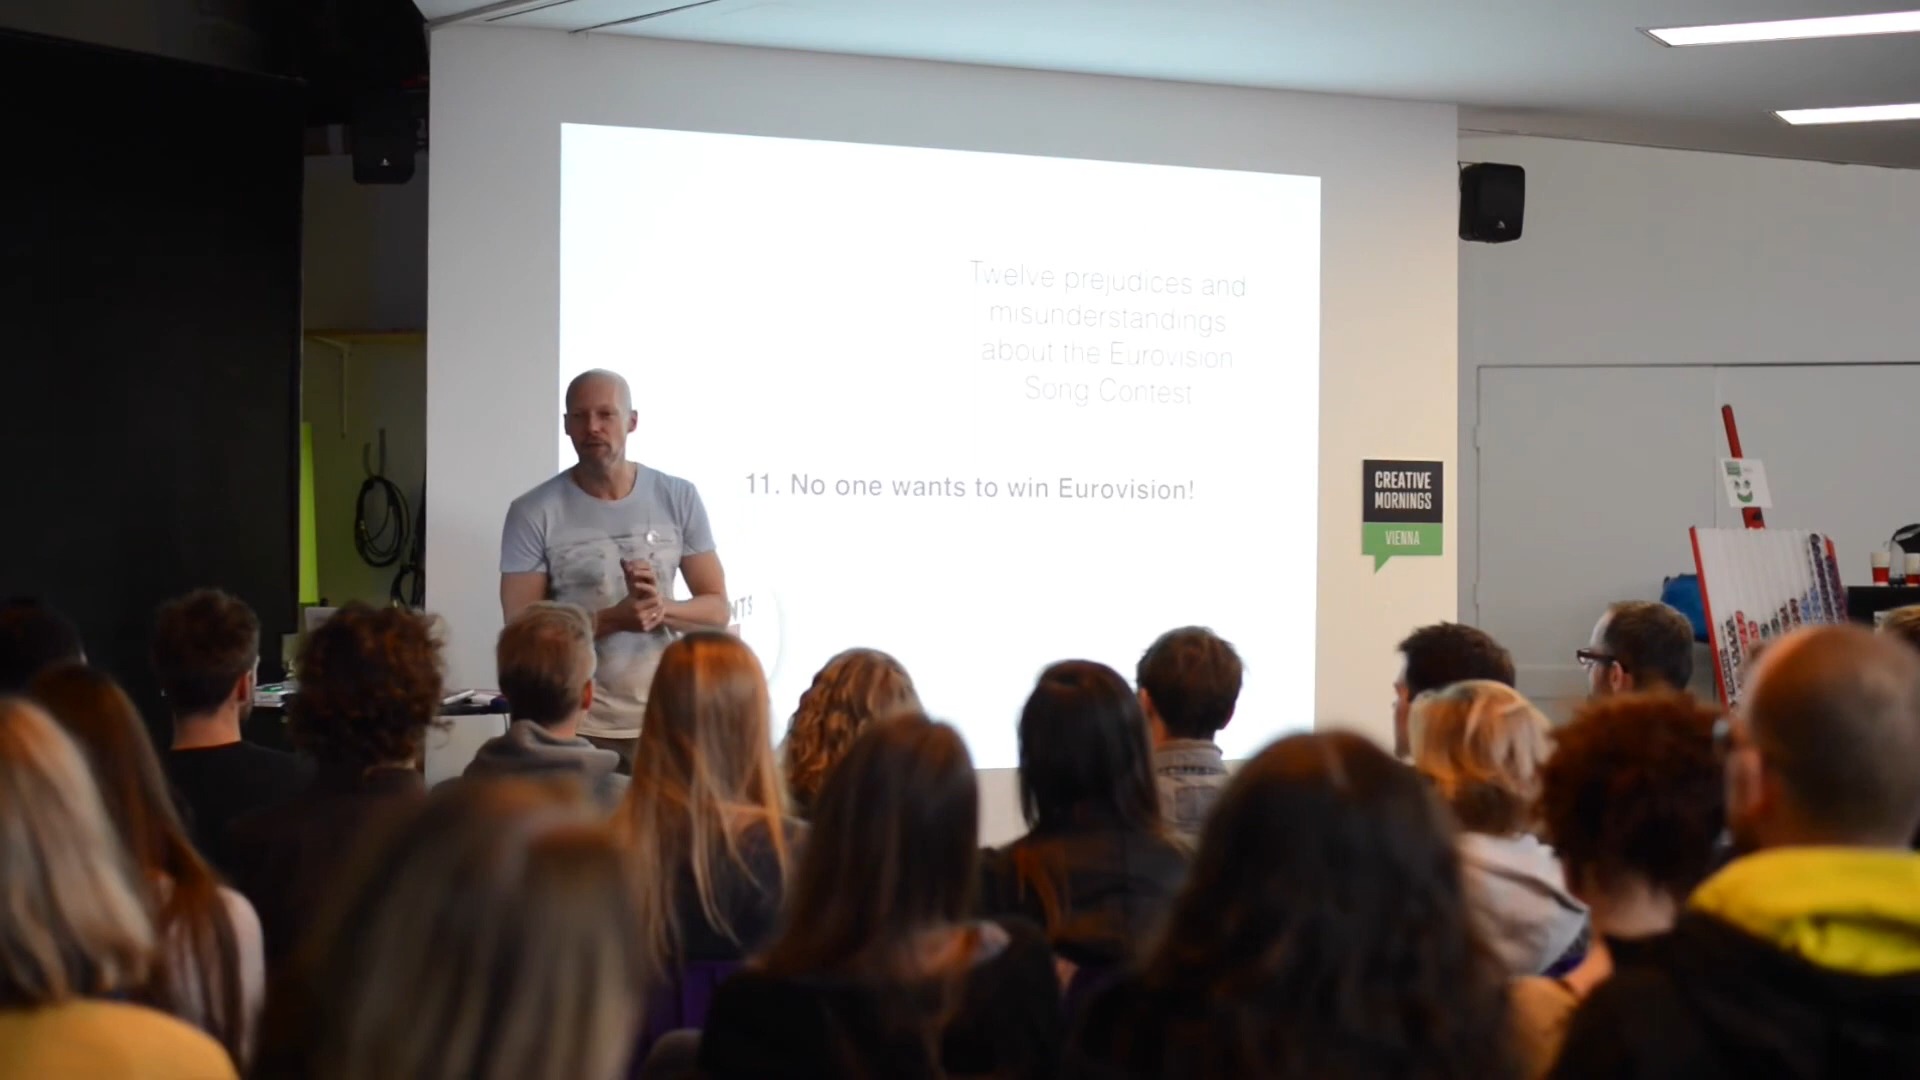 Twelve prejudices and
misunderstandings
about the Eurovision
Song Contest
11. No one wants to win Eurovision!
CREATIVE
MORNINGS
VIENNA